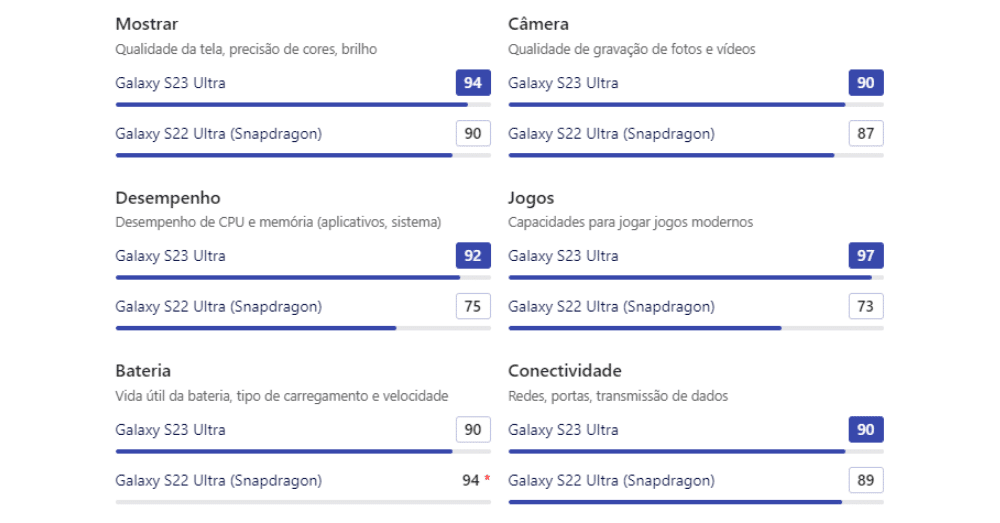 Mostrar
Qualidade da tela, precisão de cores, brilho
Galaxy S23 Ultra 94
Galaxy S22 Ultra (Snapdragon) 90
Câmera
Qualidade de gravação de fotos e vídeos
Galaxy S23 Ultra 90
Galaxy S22 Ultra (Snapdragon) 87
Desempenho
Desempenho de CPU e memória (aplicativos, sistema)
Galaxy S23 Ultra 92
Galaxy S22 Ultra (Snapdragon) 75
Jogos
Capacidades para jogar jogos modernos
Galaxy S23 Ultra 97
Galaxy S22 Ultra (Snapdragon) 73
Bateria
Vida útil da bateria, tipo de carregamento e velocidade
Galaxy S23 Ultra 90
Galaxy S22 Ultra (Snapdragon) 94 *
Conectividade
Redes, portas, transmissão de dados
Galaxy S23 Ultra 90
Galaxy S22 Ultra (Snapdragon) 89